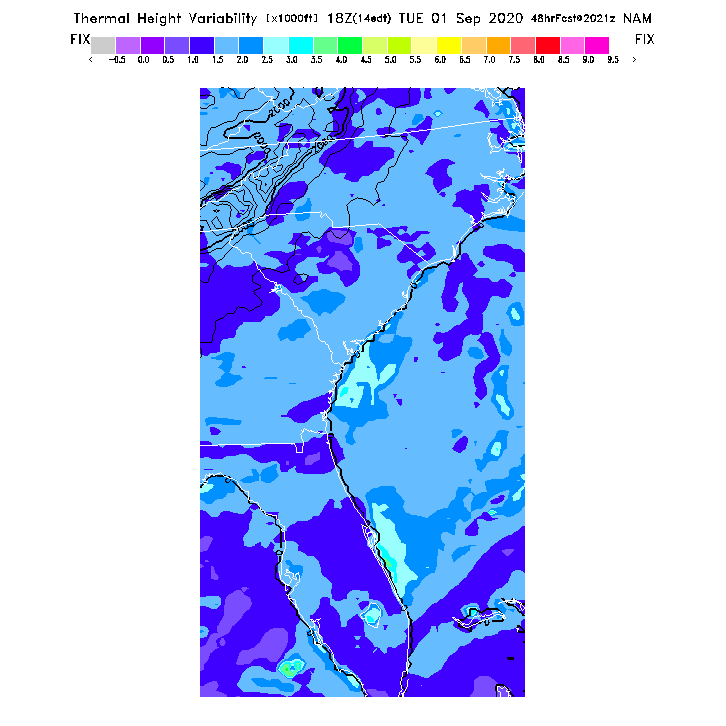 Thermal Height Variability [x1000ft] 18Z(14edt) TUE 01 Sep 2020 48hrFcst@2021z NAM
FIX FIX
< -0.5 0.0 0.5 1.0 1.5 2.0 2.5 3.0 3.5 4.0 4.5 5.0 5.5 6.0 6.5 7.0 7.5 8.0 8.5 9.0 9.5 >
2000
2000